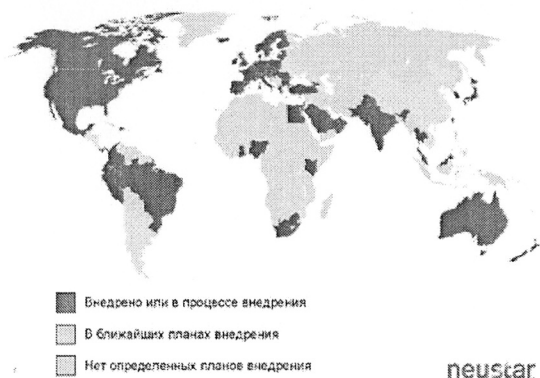 Внедрено или в процессе внедрения
В ближайших планах внедрения
Нет определенных планов внедрения
neustar